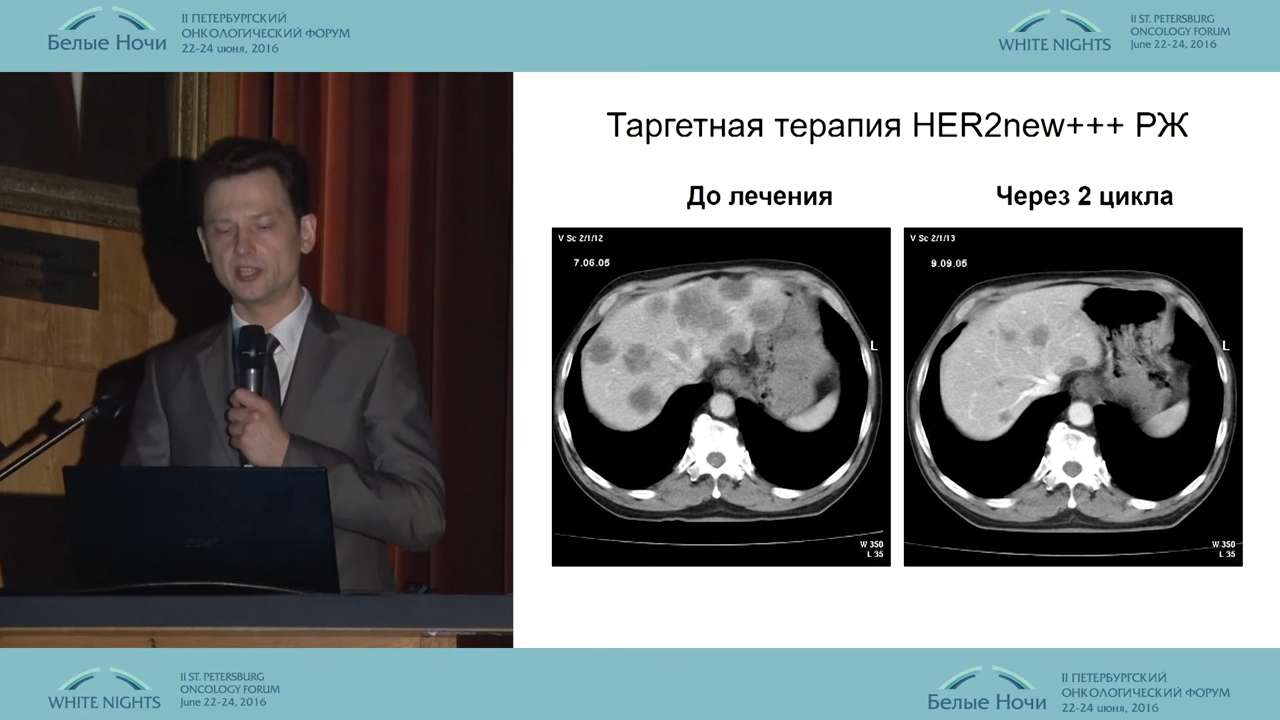 Белые Ночи
II ПЕТЕРБУРГСКИЙ
ОНКОЛОГИЧЕСКИЙ ФОРУМ
22-24 июня, 2016
WHITE NIGHTS
II ST. PETERSBURG
ONCOLOGY FORUM
June 22-24, 2016
Таргетная терапия HER2new+++ РЖ
До лечения
Через 2 цикла
V Sc 2/1/12
7.06.05
L
W 350
L 35
V Sc 2/1/13
9.09.05
L
W 350
L 35
WHITE NIGHTS
II ST. PETERSBURG
ONCOLOGY FORUM
June 22-24, 2016
Белые Ночи
II ПЕТЕРБУРГСКИЙ
ОНКОЛОГИЧЕСКИЙ ФОРУМ
22-24 июня, 2016